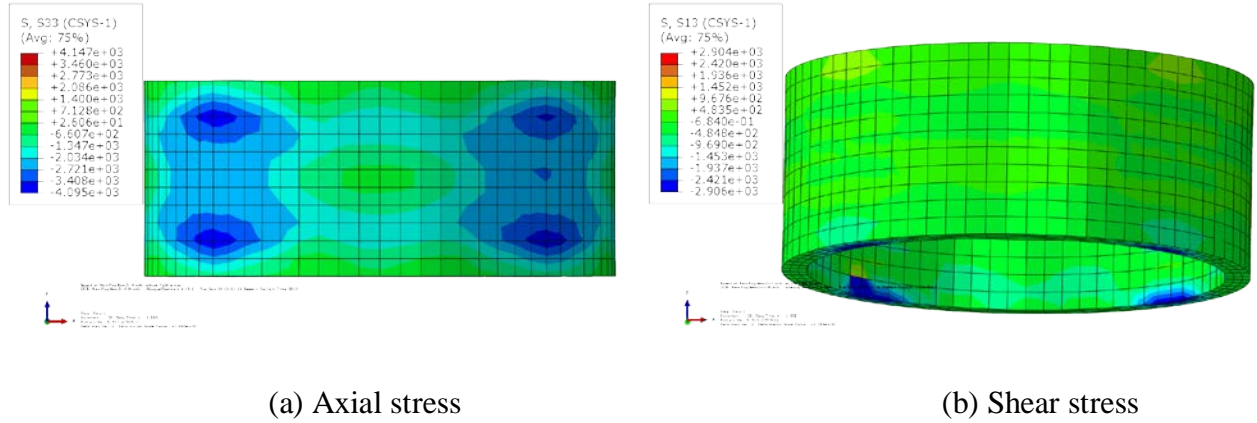 S, S33 (CSYS-1)
(Avg: 75%)
+4.147e+03
+3.460e+03
+2.773e+03
+2.086e+03
+1.400e+03
+7.128e+02
+2.606e+01
-6.607e+02
-1.347e+03
-2.034e+03
-2.721e+03
-3.408e+03
-4.095e+03
S, S13 (CSYS-1)
(Avg: 75%)
+2.904e+03
+2.420e+03
+1.936e+03
+1.452e+03
+9.676e+02
+4.835e+02
-6.840e-01
-4.848e+02
-9.690e+02
-1.453e+03
-1.937e+03
-2.421e+03
-2.906e+03
(a) Axial stress
(b) Shear stress